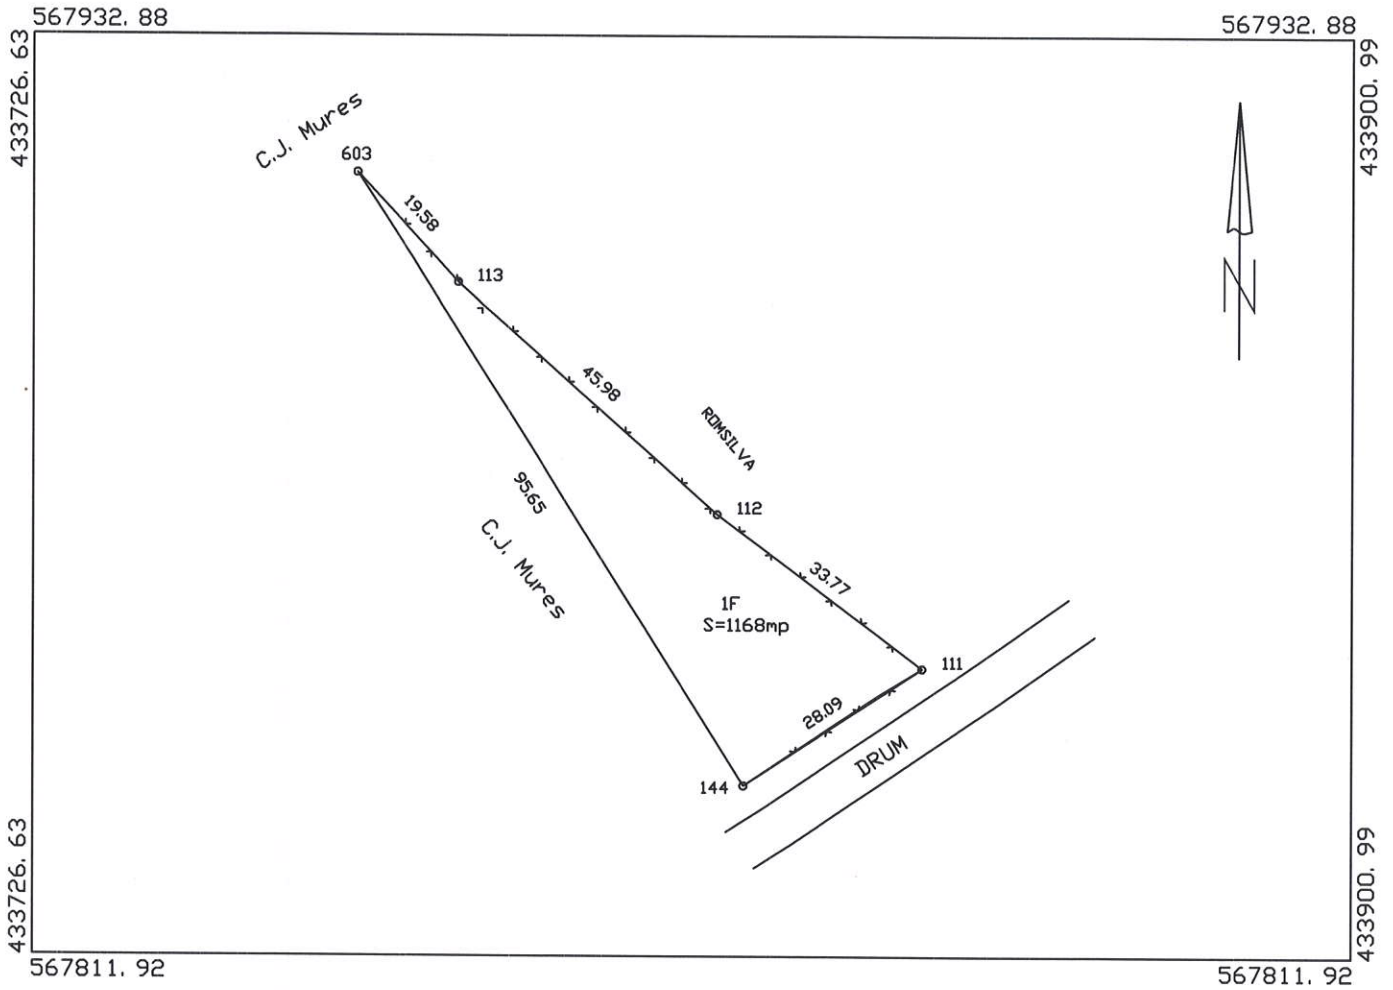 567932. 88
567932. 88
433726. 63
433900. 99
C.J. Mures
603
19.58
113
N
45.98
ROMSILVA
95.65
112
C.J. Mures
33.77
1F
S=1168mp
111
28.09
DRUM
144
433726. 63
433900. 99
567811. 92
567811. 92